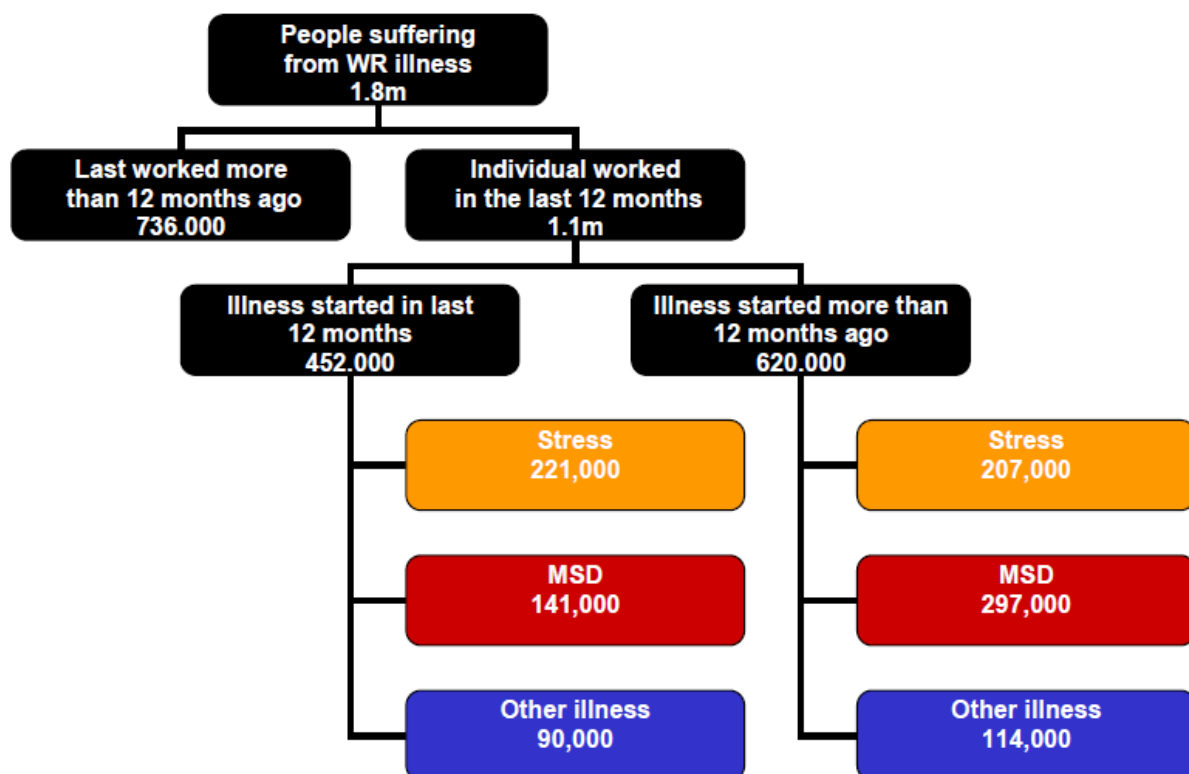 People suffering
from WR illness
1.8m
Last worked more
than 12 months ago
736.000
Individual worked
in the last 12 months
1.1m
Illness started in last
12 months
452.000
Illness started more than
12 months ago
620.000
Stress
221,000
Stress
207,000
MSD
141,000
MSD
297,000
Other illness
90,000
Other illness
114,000